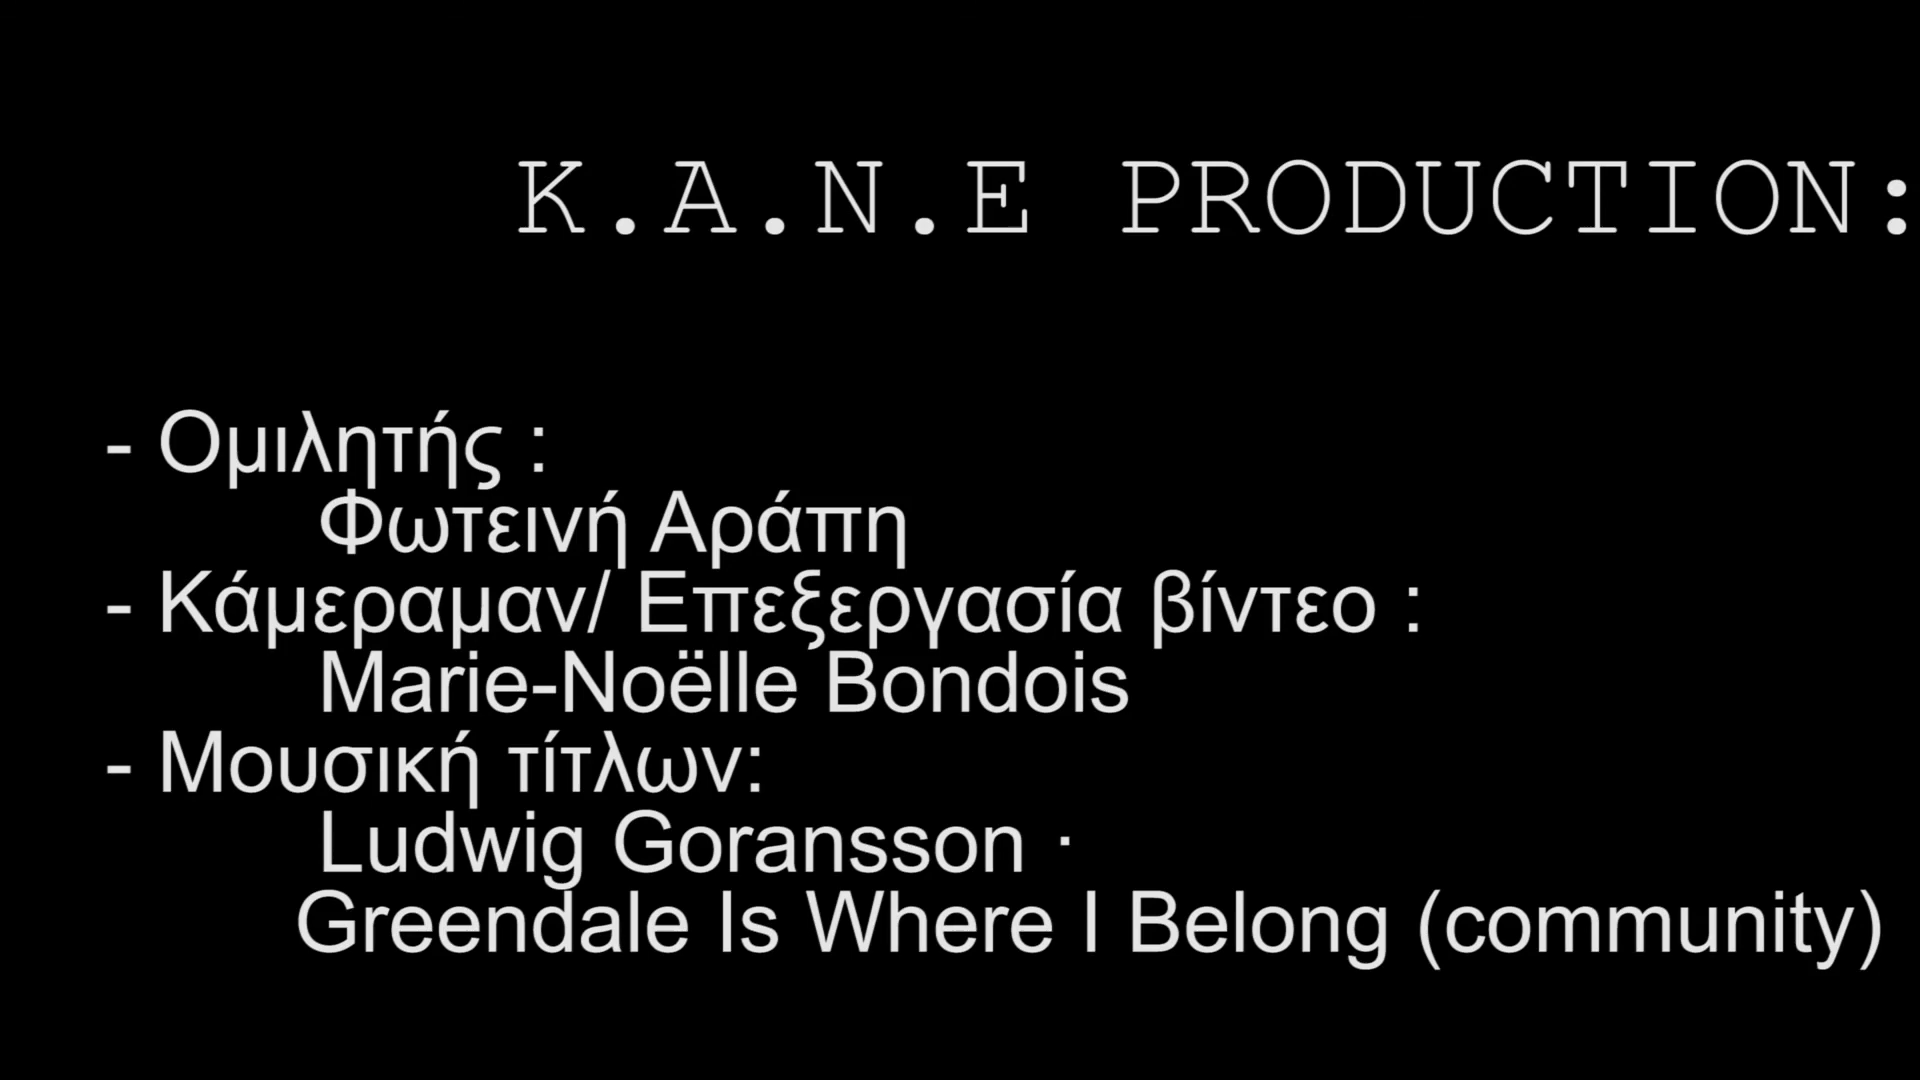 K.A.N.E PRODUCTION:
- Ομιλητής :
Φωτεινή Αράπη
- Κάμεραμαν/ Επεξεργασία βίντεο :
Marie-Noëlle Bondois
- Μουσική τίτλων:
Ludwig Goransson ·
Greendale Is Where I Belong (community)